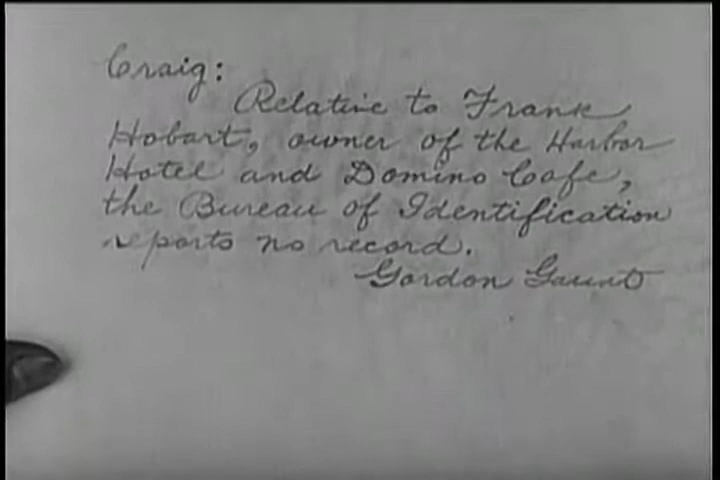 Craig:
Relative to Frank
Hobart, owner of the Harbor
Hotel and Domino Cafe,
the Bureau of Identification
reports no record.
Gordon Gaunt